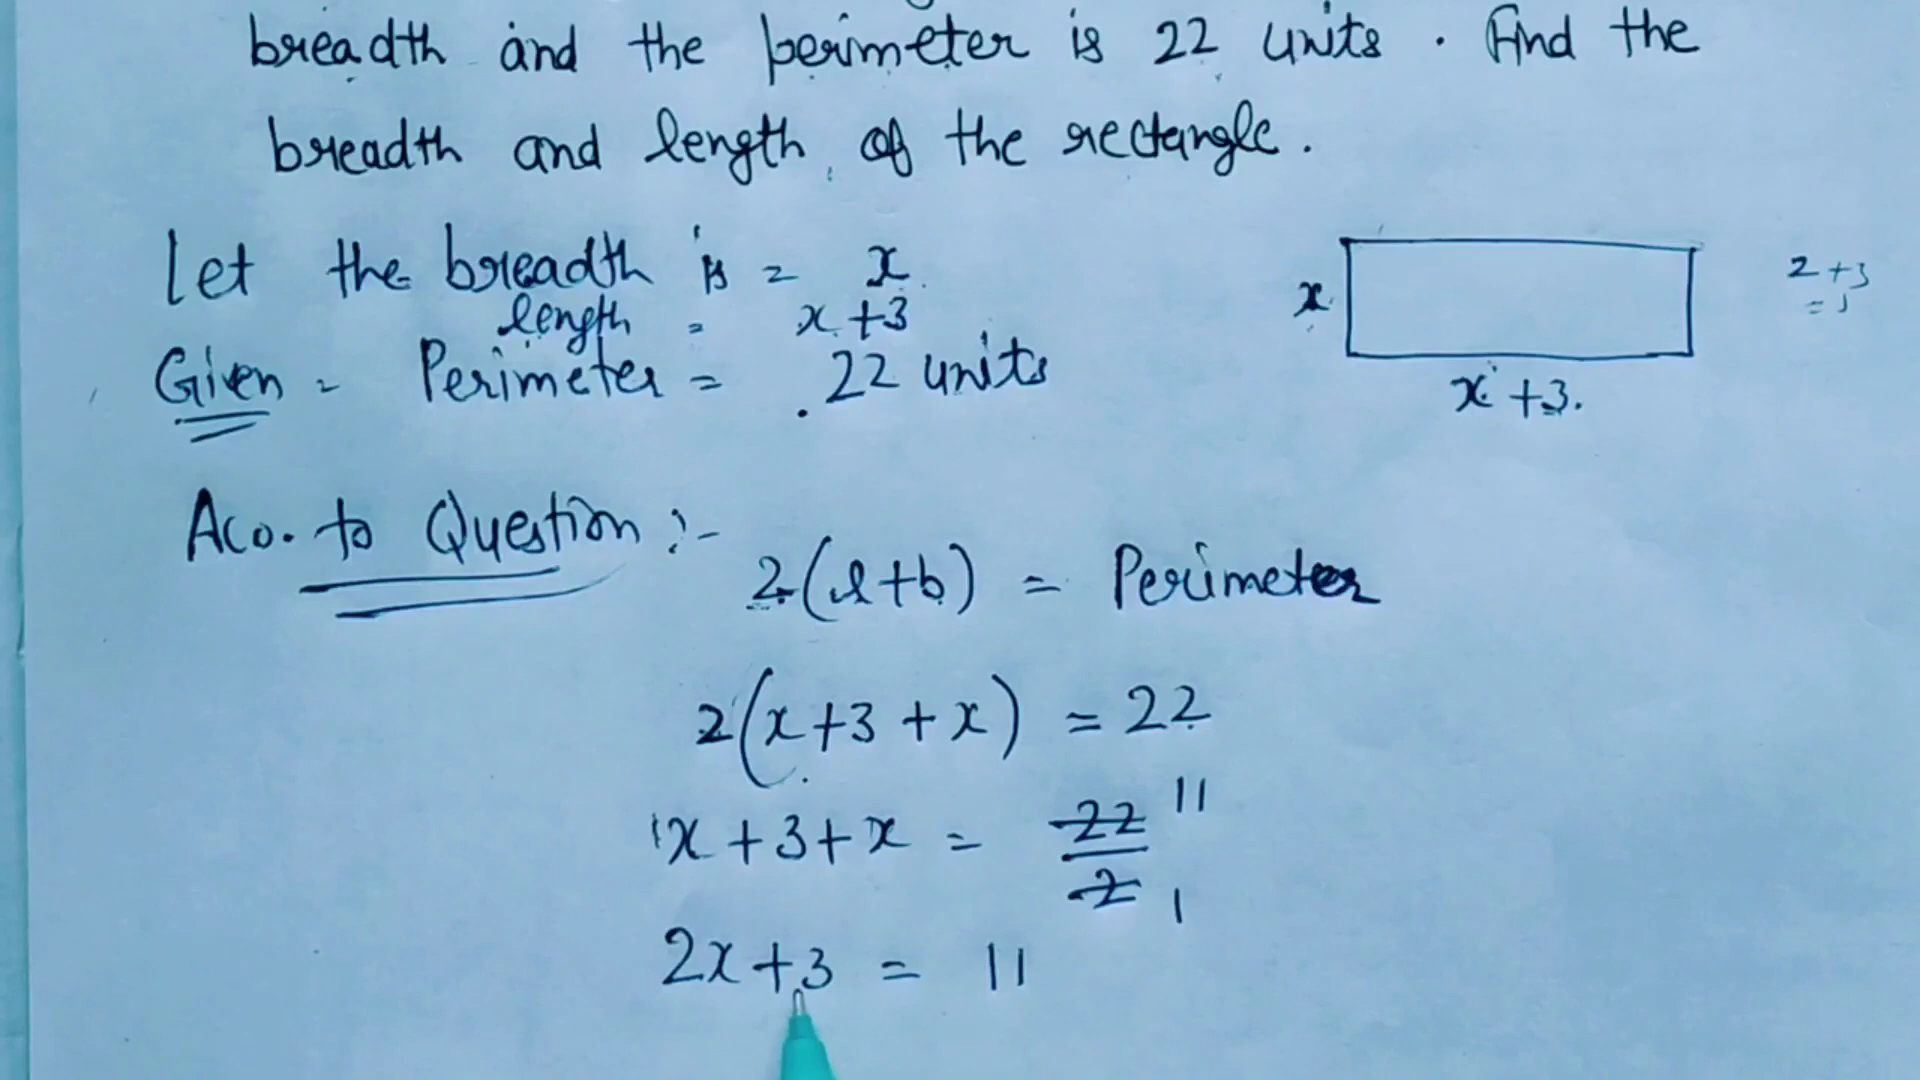 breadth and the perimeter is 22 units. Find the
breadth and length of the rectangle.
Let the breadth is = x
length = x+3
Given = Perimeter = 22 units
x
x+3.
2+3
Aco. to Question :-
2(l+b) = Perimeter
2(x+3+x) = 22
x+3+x = 22/2
11
1
2x+3 = 11